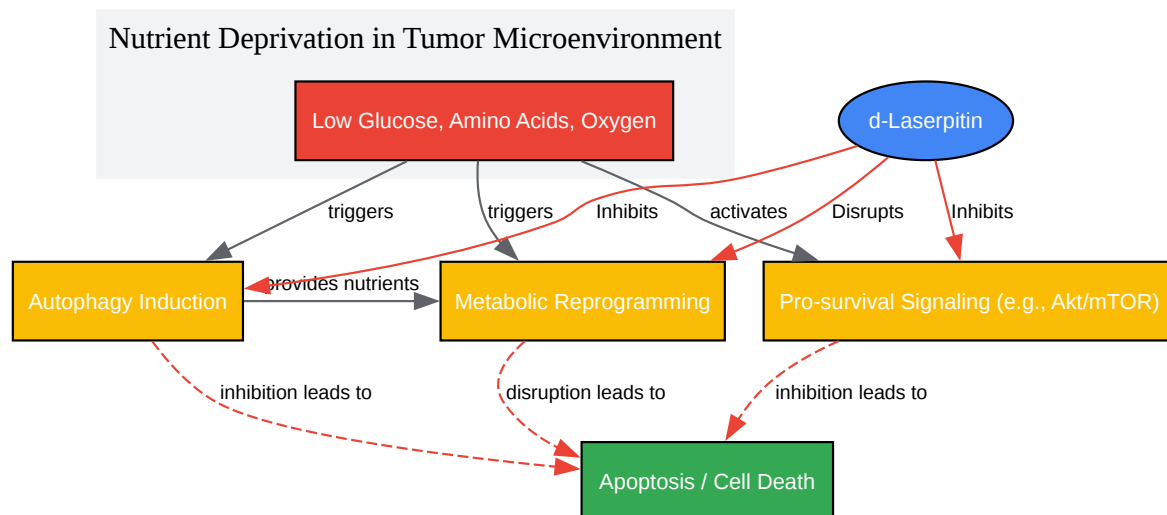 Nutrient Deprivation in Tumor Microenvironment
Low Glucose, Amino Acids, Oxygen
d-Laserpitin
triggers
triggers
Inhibits
activates
Disrupts
Inhibits
provides nutrients
Autophagy Induction
Metabolic Reprogramming
Pro-survival Signaling (e.g., Akt/mTOR)
inhibition leads to
disruption leads to
inhibition leads to
Apoptosis / Cell Death